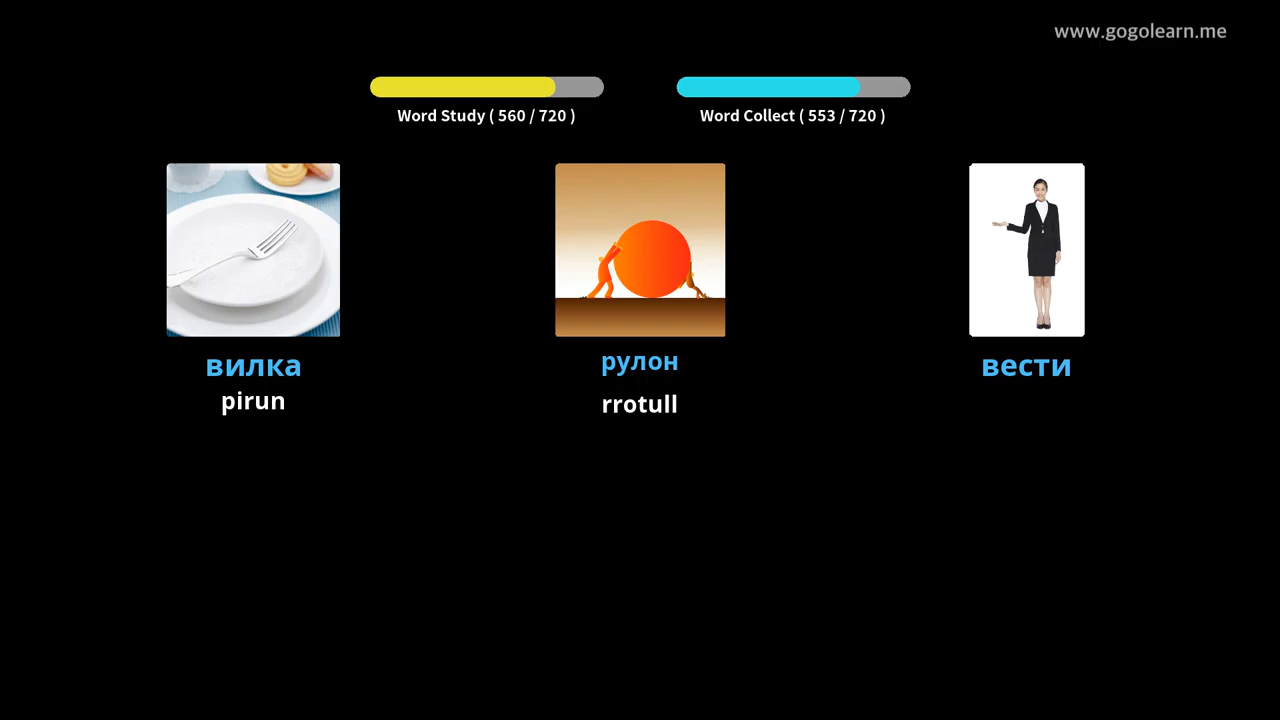 www.gogolearn.me
Word Study ( 560 / 720 )
Word Collect ( 553 / 720 )
вилка
pirun
рулон
rrotull
вести